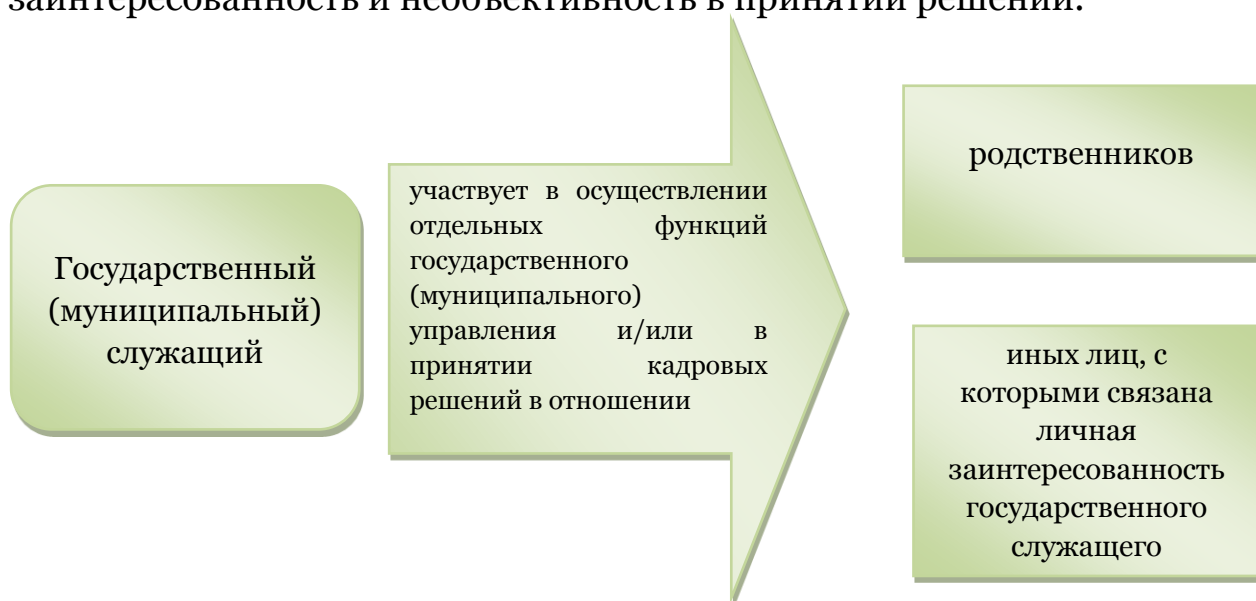 заинтересованность и необъективность в принятии решений.
Государственный
(муниципальный)
служащий
участвует в осуществлении
отдельных функций
государственного
(муниципального)
управления и/или в
принятии кадровых
решений в отношении
родственников
иных лиц, с
которыми связана
личная
заинтересованность
государственного
служащего